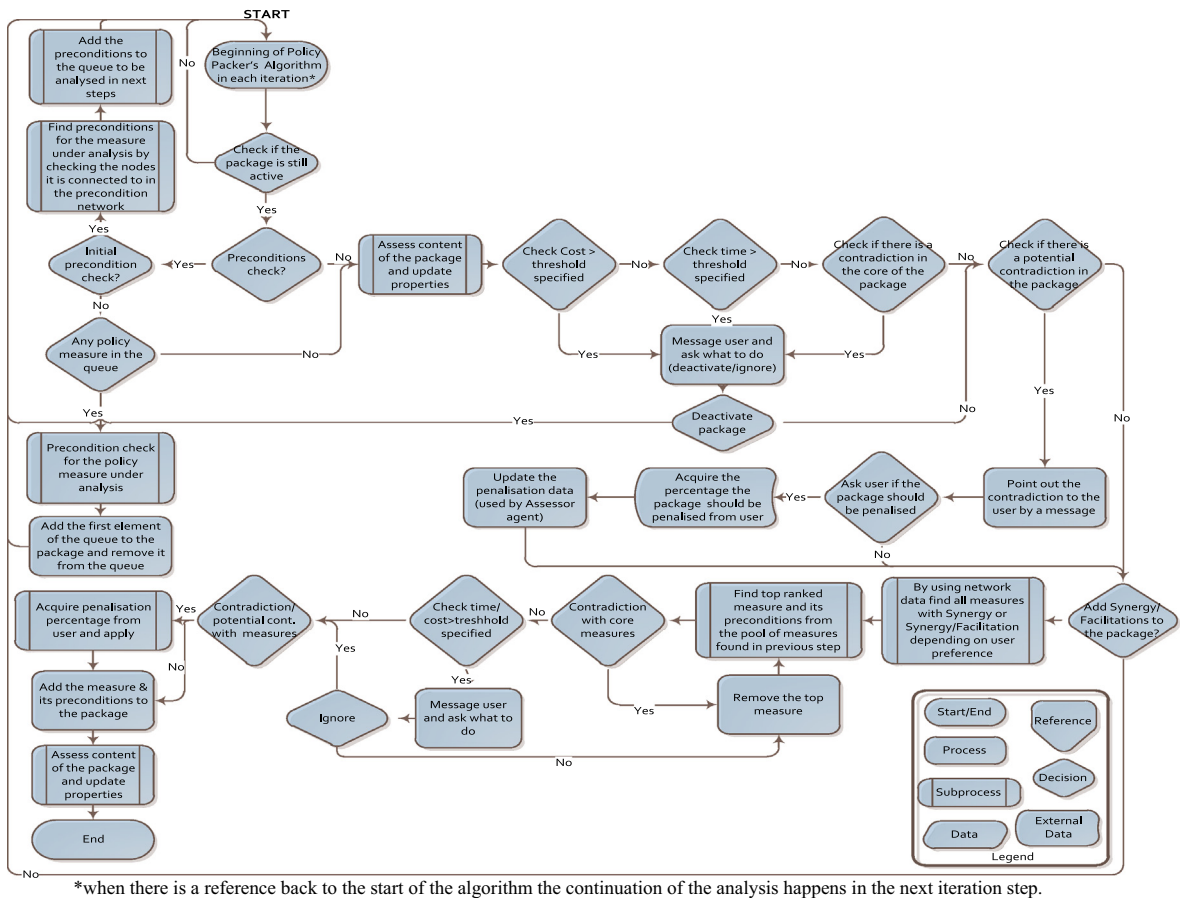 START
Add the
preconditions to
the queue to be
analysed in next
steps
No
Beginning of Policy
Packer's Algorithm
in each iteration*
Find preconditions
for the measure
under analysis by
checking the nodes
it is connected to in
the precondition
network
Check if the
package is still
active
Yes
Yes
Initial
precondition
check?
Yes
Preconditions
check?
No
Assess content
of the package
and update
properties
Check Cost >
threshold
specified
No
Check time >
threshold
specified
No
Check if there is a
contradiction in
the core of the
package
No
Check if there is
a potential
contradiction in
the package
No
Any policy
measure in the
queue
No
Yes
Yes
Message user and
ask what to do
(deactivate/ignore)
Yes
Yes
No
Yes
Yes
Deactivate
package
No
Precondition check
for the policy
measure under
analysis
Update the
penalisation data
(used by Assessor
agent)
Acquire the
percentage the
package should be
penalised from user
Yes
Ask user if the
package should
be penalised
Point out the
contradiction to the
user by a message
Add the first element
of the queue to the
package and remove it
from the queue
No
Acquire penalisation
percentage from
user and apply
Yes
Contradiction/
potential cont.
with measures
No
Check time/
cost>treshhold
specified
No
Contradiction
with core
measures
Find top ranked
measure and its
preconditions from
the pool of measures
found in previous
step
By using network
data find all measures
with Synergy or
Synergy/Facilitation
depending on user
preference
Add Synergy/
Facilitations to
the package?
No
Yes
Yes
Add the measure &
its preconditions to
the package
Ignore
Message user
and ask what to
do
Yes
Remove the top
measure
No
Assess content
of the package
and update
properties
End
Start/End
Reference
Process
Decision
Subprocess
Data
External
Data
Legend
No
*when there is a reference back to the start of the algorithm the continuation of the analysis happens in the next iteration step.